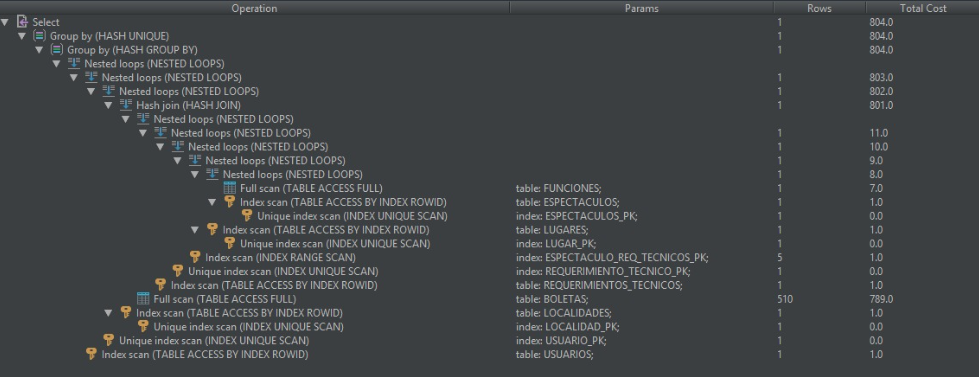 Operation Params Rows Total Cost
Select 1 804.0
Group by (HASH UNIQUE) 1 804.0
Group by (HASH GROUP BY) 1 804.0
Nested loops (NESTED LOOPS)
Nested loops (NESTED LOOPS) 1 803.0
Nested loops (NESTED LOOPS) 1 802.0
Hash join (HASH JOIN) 1 801.0
Nested loops (NESTED LOOPS)
Nested loops (NESTED LOOPS) 1 11.0
Nested loops (NESTED LOOPS) 1 10.0
Nested loops (NESTED LOOPS) 1 9.0
Nested loops (NESTED LOOPS) 1 8.0
Full scan (TABLE ACCESS FULL) table: FUNCIONES; 1 7.0
Index scan (TABLE ACCESS BY INDEX ROWID) table: ESPECTACULOS; 1 1.0
Unique index scan (INDEX UNIQUE SCAN) index: ESPECTACULOS_PK; 1 0.0
Index scan (TABLE ACCESS BY INDEX ROWID) table: LUGARES; 1 1.0
Unique index scan (INDEX UNIQUE SCAN) index: LUGAR_PK; 1 0.0
Index scan (INDEX RANGE SCAN) index: ESPECTACULO_REQ_TECNICOS_PK; 5 1.0
Unique index scan (INDEX UNIQUE SCAN) index: REQUERIMIENTO_TECNICO_PK; 1 0.0
Index scan (TABLE ACCESS BY INDEX ROWID) table: REQUERIMIENTOS_TECNICOS; 1 1.0
Full scan (TABLE ACCESS FULL) table: BOLETAS; 510 789.0
Index scan (TABLE ACCESS BY INDEX ROWID) table: LOCALIDADES; 1 1.0
Unique index scan (INDEX UNIQUE SCAN) index: LOCALIDAD_PK; 1 0.0
Unique index scan (INDEX UNIQUE SCAN) index: USUARIO_PK; 1 0.0
Index scan (TABLE ACCESS BY INDEX ROWID) table: USUARIOS; 1 1.0